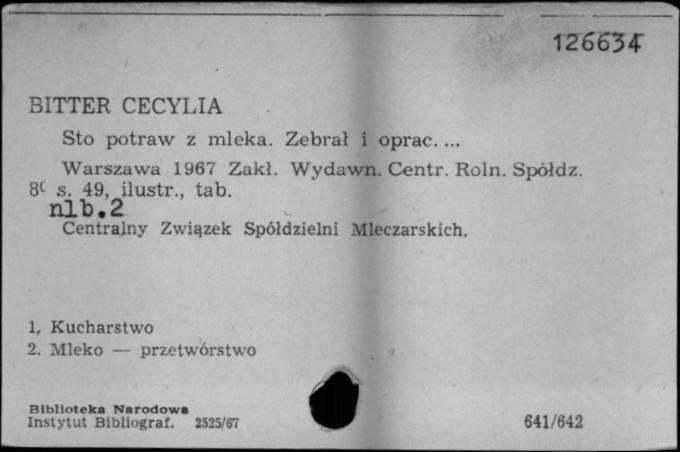 126634
BITTER CECYLIA
Sto potraw z mleka. Zebrał i oprac. ...
Warszawa 1967 Zakł. Wydawn. Centr. Roln. Spółdz.
8° s. 49, ilustr., tab.
nlb.2
Centralny Związek Spółdzielni Mleczarskich.
1. Kucharstwo
2. Mleko — przetwórstwo
Biblioteka Narodowa
Instytut Bibliograf. 2525/67
641/642